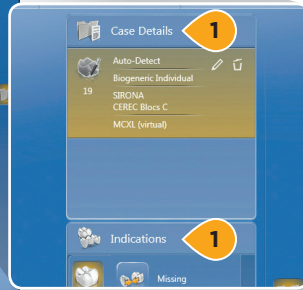 Case Details 1
Auto-Detect
Biogeneric Individual
19
SIRONA
CEREC Blocs C
MCXL (virtual)
Indications 1
Missing